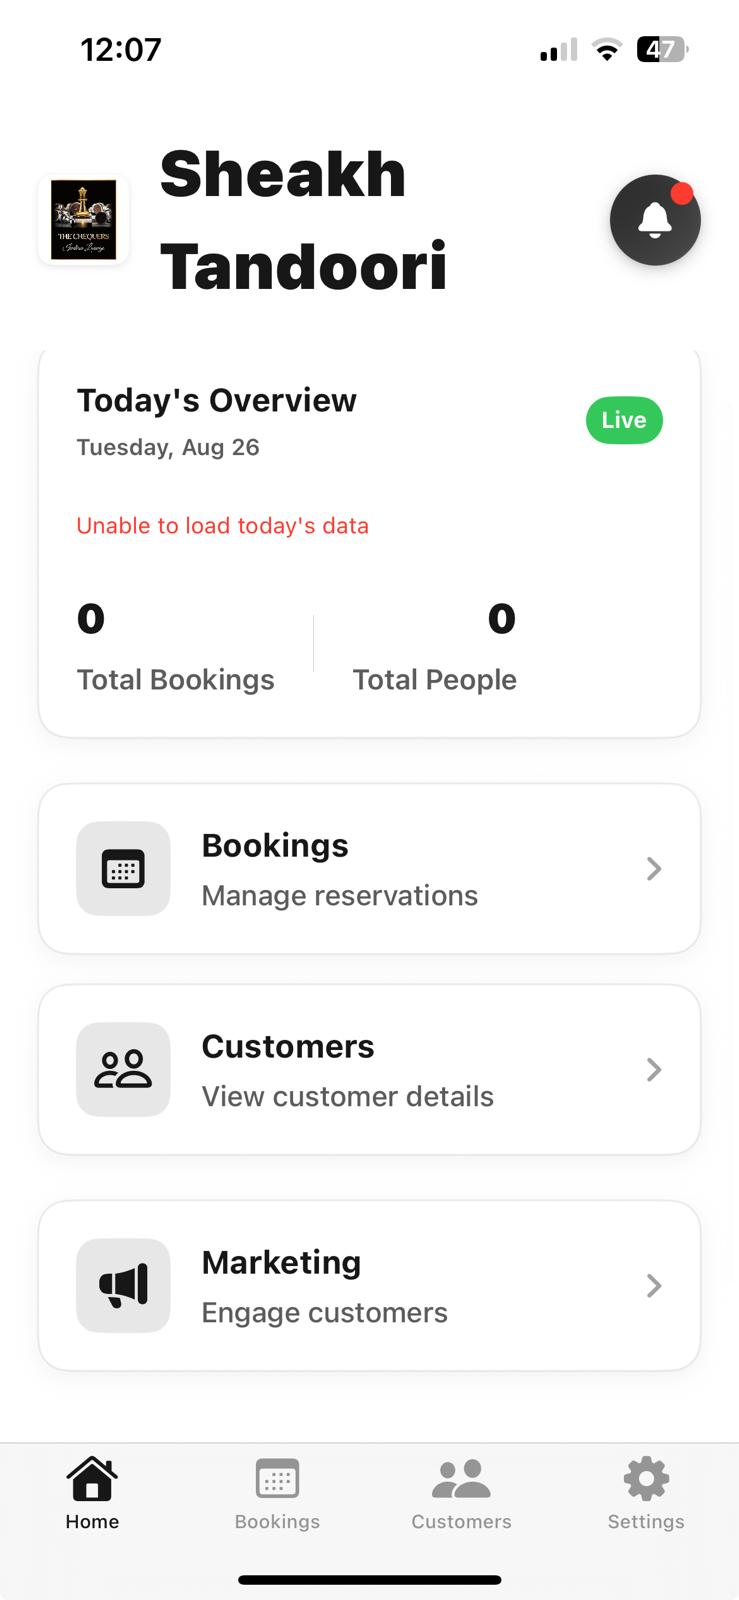 12:07
47
Sheakh
Tandoori
THE CHEQUERS
Today's Overview
Live
Tuesday, Aug 26
Unable to load today's data
0
0
Total Bookings
Total People
Bookings
Manage reservations
Customers
View customer details
Marketing
Engage customers
Home
Bookings
Customers
Settings